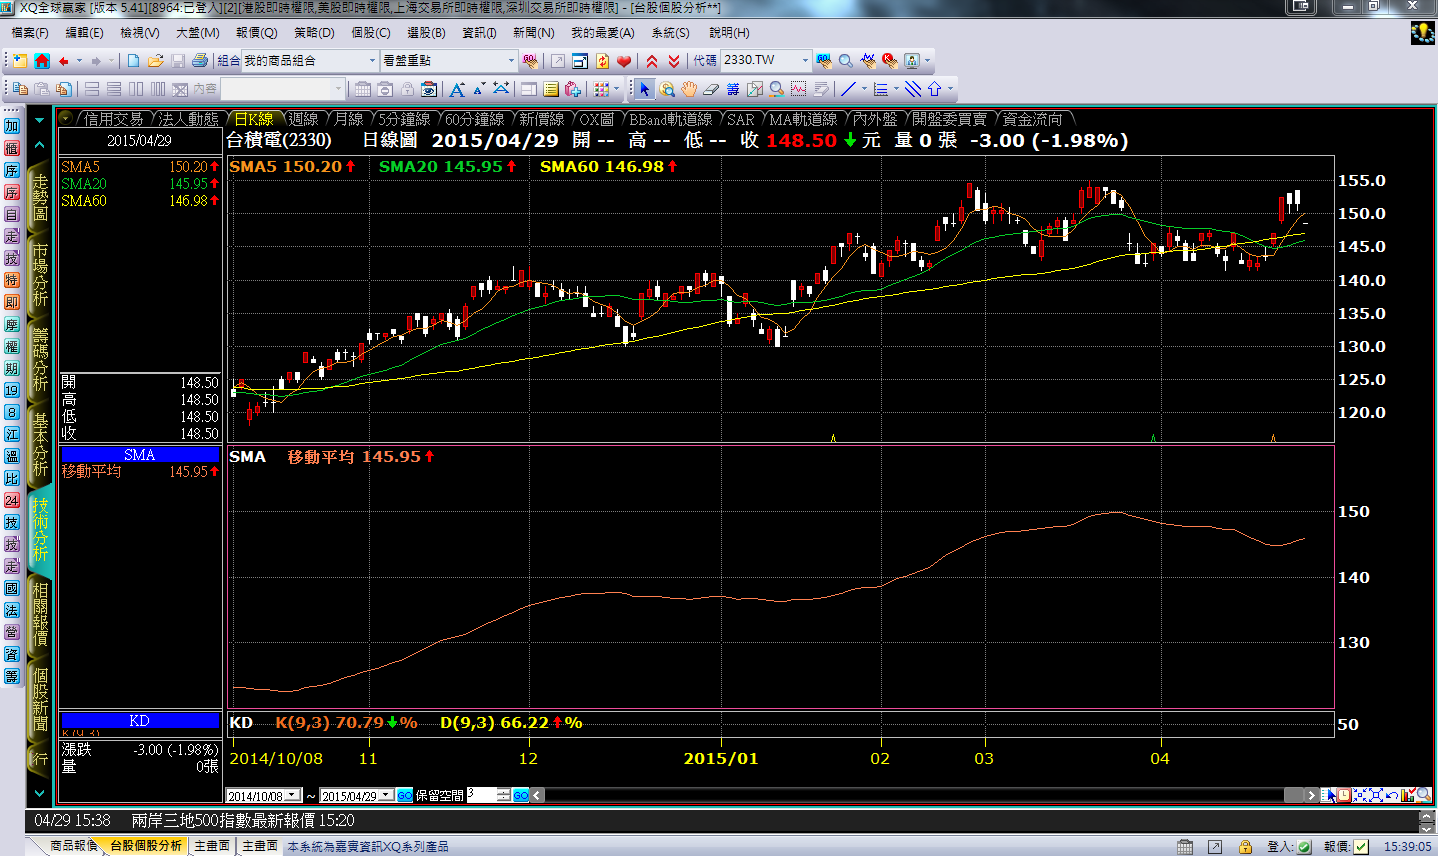 XQ全球贏家 [版本 5.41][8964:已登入][2][港股即時權限,美股即時權限,上海交易所即時權限,深圳交易所即時權限] - [台股個股分析**]
檔案(F) 編輯(E) 檢視(V) 大盤(M) 報價(Q) 策略(D) 個股(C) 選股(B) 資訊(I) 新聞(N) 我的最愛(A) 系統(S) 說明(H)
組合 我的商品組合 看盤重點 代碼 2330.TW
內容
信用交易 法人動態 日K線 週線 月線 5分鐘線 60分鐘線 新價線 OX圖 BBand軌道線 SAR MA軌道線 內外盤 開盤委買賣 資金流向
加
櫃
序
序
自
走
技
特
即
摩
權
期
19
8
江
溫
比
24
技
技
走
國
法
營
資
籌
走勢圖
市場分析
籌碼分析
基本分析
技術分析
相關報價
個股新聞
行
2015/04/29
SMA5 150.20
SMA20 145.95
SMA60 146.98
開 148.50
高 148.50
低 148.50
收 148.50
SMA
移動平均 145.95
KD
漲跌 -3.00 (-1.98%)
量 0張
台積電(2330) 日線圖 2015/04/29 開 -- 高 -- 低 -- 收 148.50 元 量 0 張 -3.00 (-1.98%)
SMA5 150.20 SMA20 145.95 SMA60 146.98
155.0
150.0
145.0
140.0
135.0
130.0
125.0
120.0
SMA 移動平均 145.95
150
140
130
KD K(9,3) 70.79 % D(9,3) 66.22 %
50
2014/10/08 11 12 2015/01 02 03 04
2014/10/08 ~ 2015/04/29 GO 保留空間 3 GO
04/29 15:38 兩岸三地500指數最新報價 15:20
商品報價 台股個股分析 主畫面 主畫面 本系統為嘉實資訊XQ系列產品 登入: 報價: 15:39:05